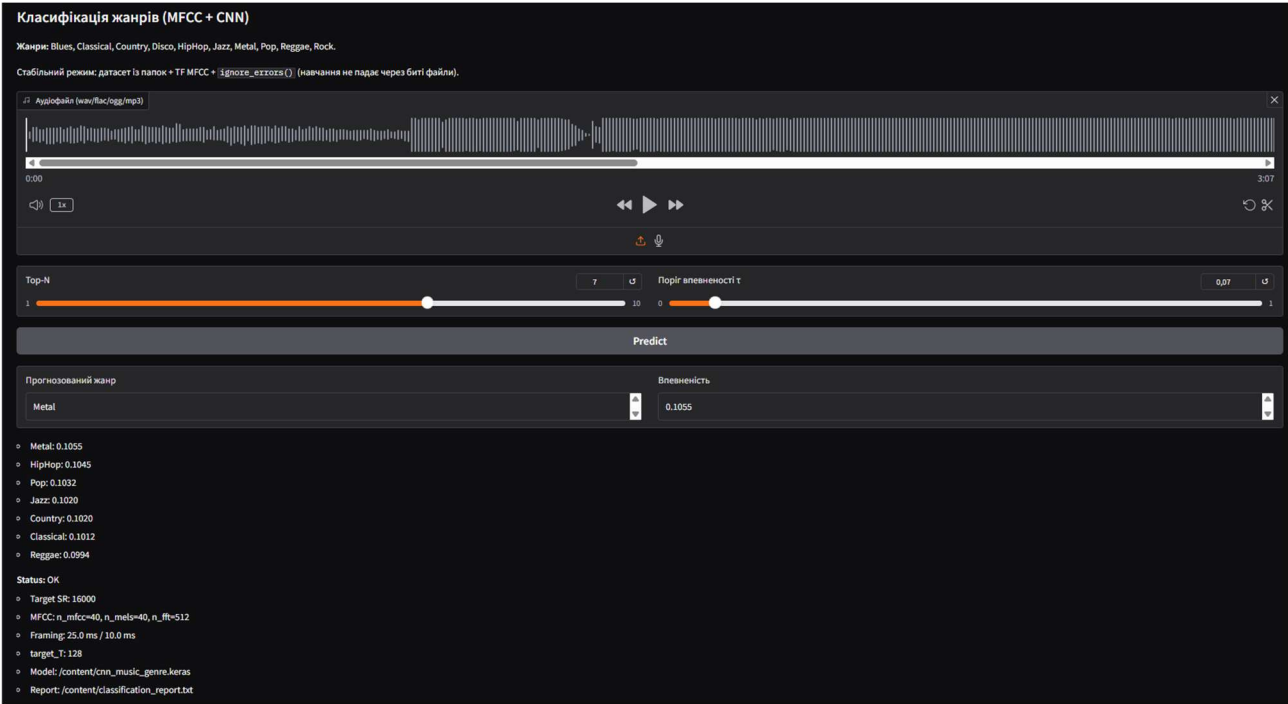 Класифікація жанрів (MFCC + CNN)
Жанри: Blues, Classical, Country, Disco, HipHop, Jazz, Metal, Pop, Reggae, Rock.
Стабільний режим: датасет із папок + TF MFCC + ignore_errors() (навчання не падає через биті файли).
Аудіофайл (wav/flac/ogg/mp3)
0:00 3:07
1x
Top-N 7 Поріг впевненості τ 0,07
1 10 0 1
Predict
Прогнозований жанр Впевненість
Metal 0.1055
Metal: 0.1055
HipHop: 0.1045
Pop: 0.1032
Jazz: 0.1020
Country: 0.1020
Classical: 0.1012
Reggae: 0.0994
Status: OK
Target SR: 16000
MFCC: n_mfcc=40, n_mels=40, n_fft=512
Framing: 25.0 ms / 10.0 ms
target_T: 128
Model: /content/cnn_music_genre.keras
Report: /content/classification_report.txt